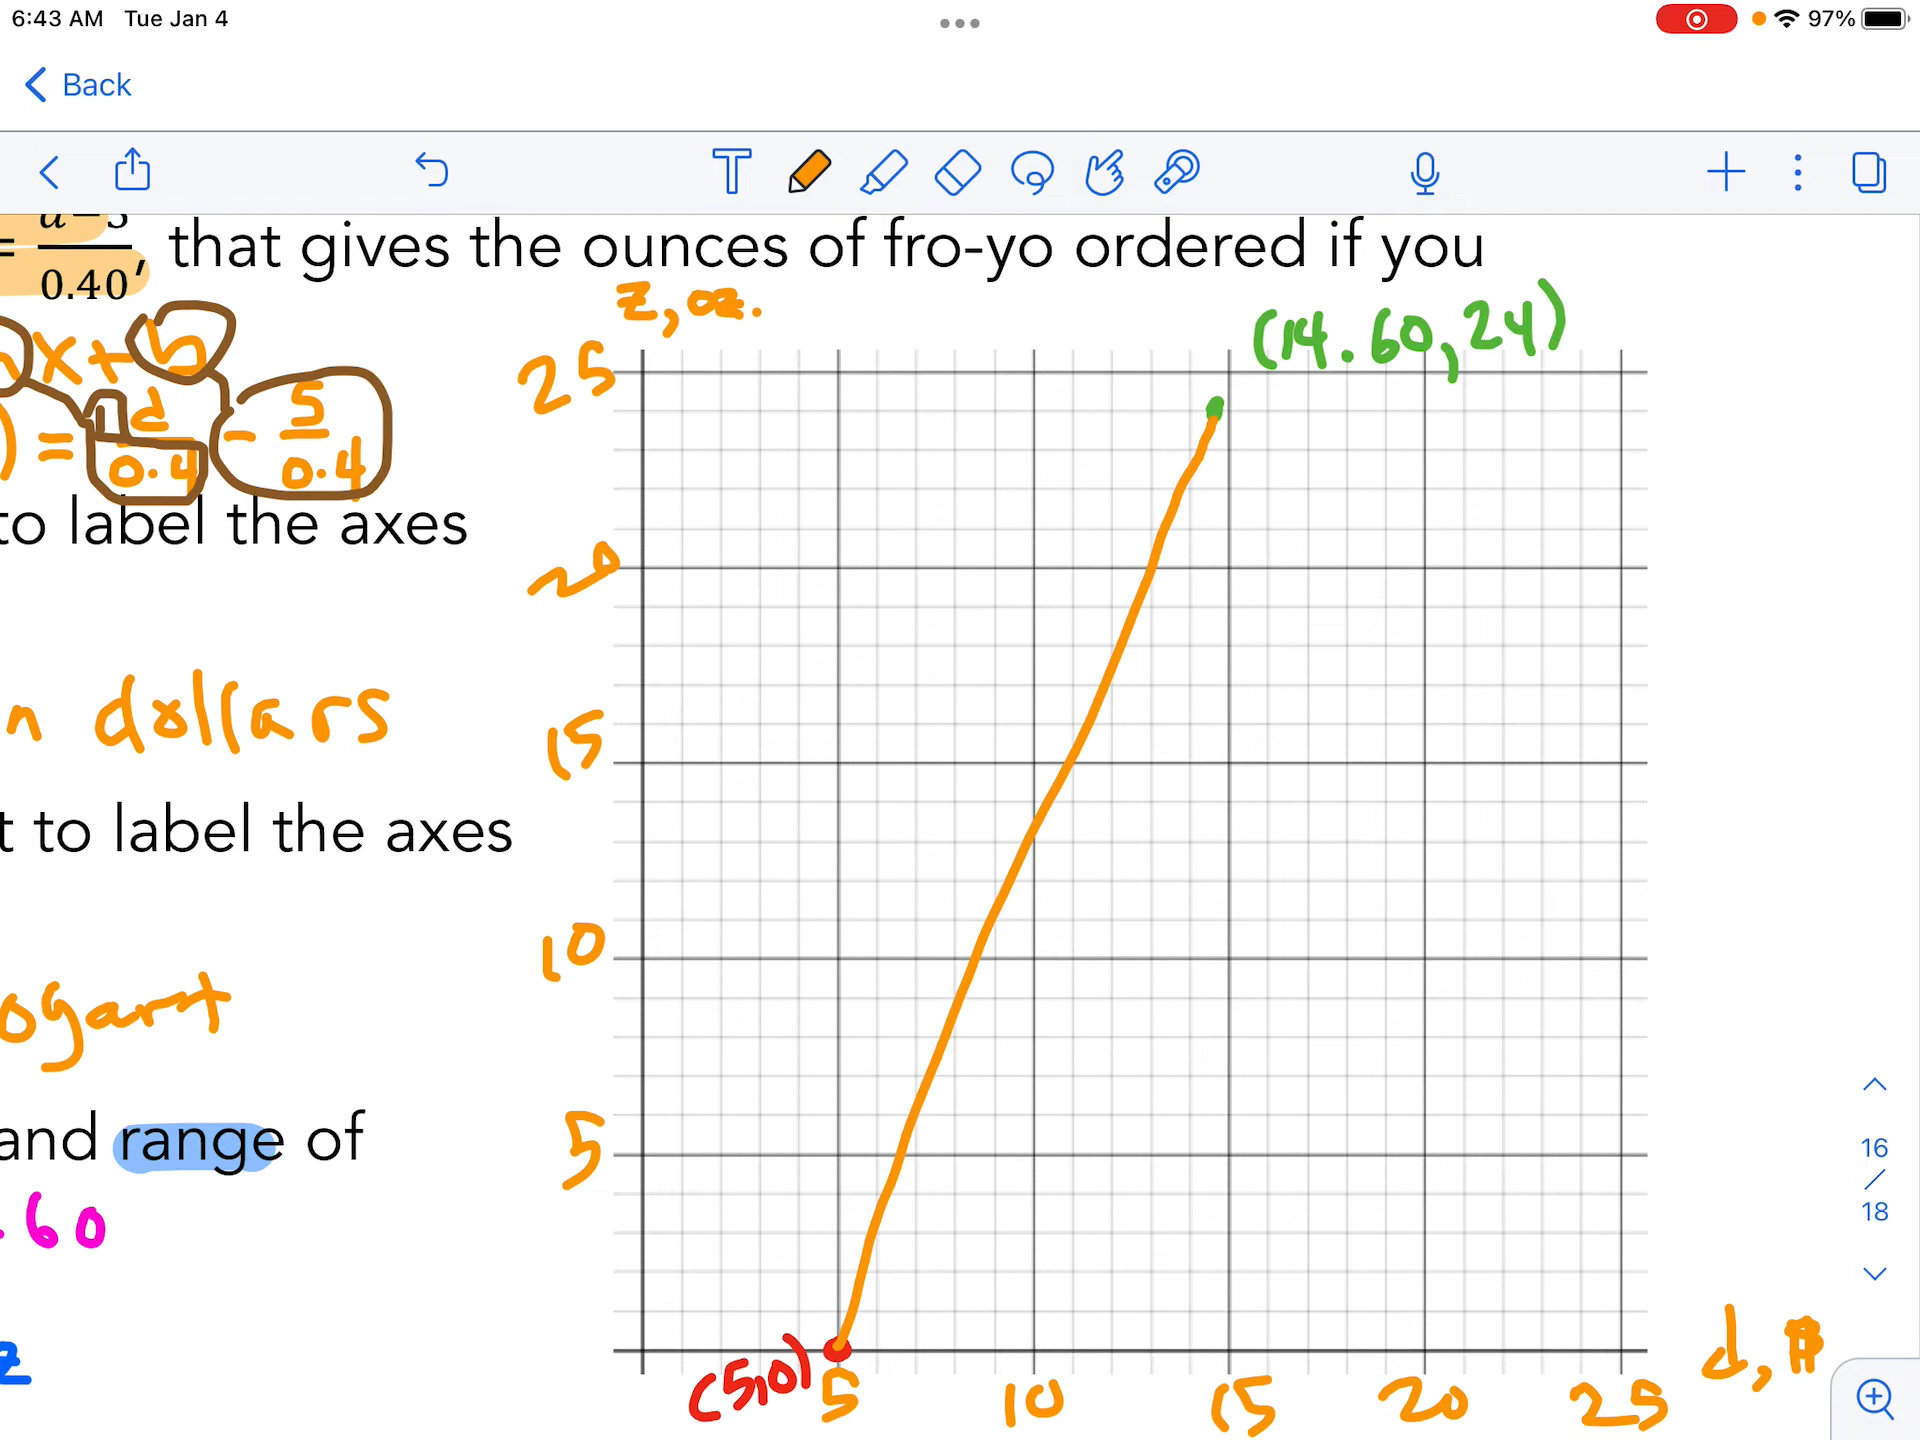 6:43 AM Tue Jan 4
97%
Back
= d-5/0.40, that gives the ounces of fro-yo ordered if you
z, oz.
(14.60, 24)
x + b
25
) = 1d/0.4 - 5/0.4
to label the axes
20
n dollars
15
t to label the axes
10
ogart
and range of
5
.60
16
/
18
z
(5,0)
5 10 15 20 25
d, $